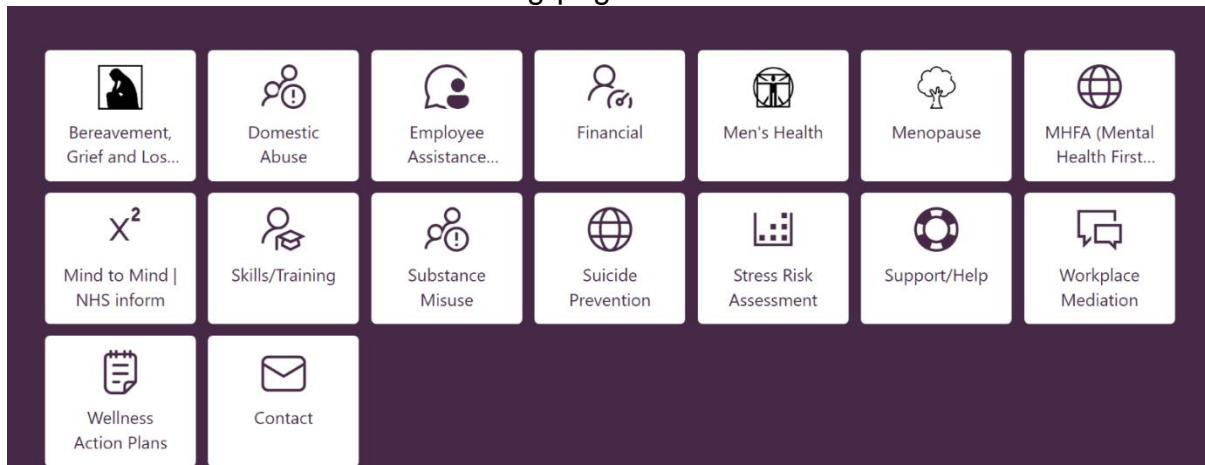 Bereavement,
Grief and Los...
Domestic
Abuse
Employee
Assistance...
Financial
Men's Health
Menopause
MHFA (Mental
Health First...
X²
Mind to Mind |
NHS inform
Skills/Training
Substance
Misuse
Suicide
Prevention
Stress Risk
Assessment
Support/Help
Workplace
Mediation
Wellness
Action Plans
Contact